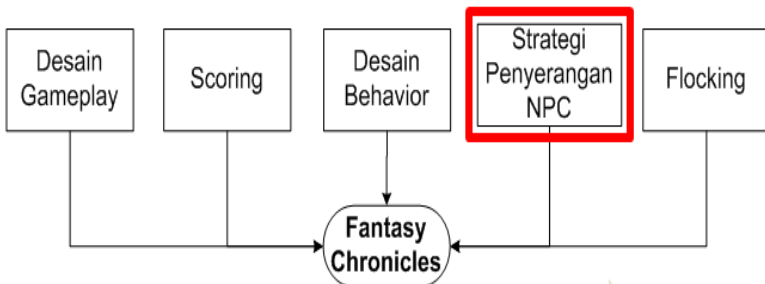 Desain
Gameplay
Scoring
Desain
Behavior
Strategi
Penyerangan
NPC
Flocking
Fantasy
Chronicles